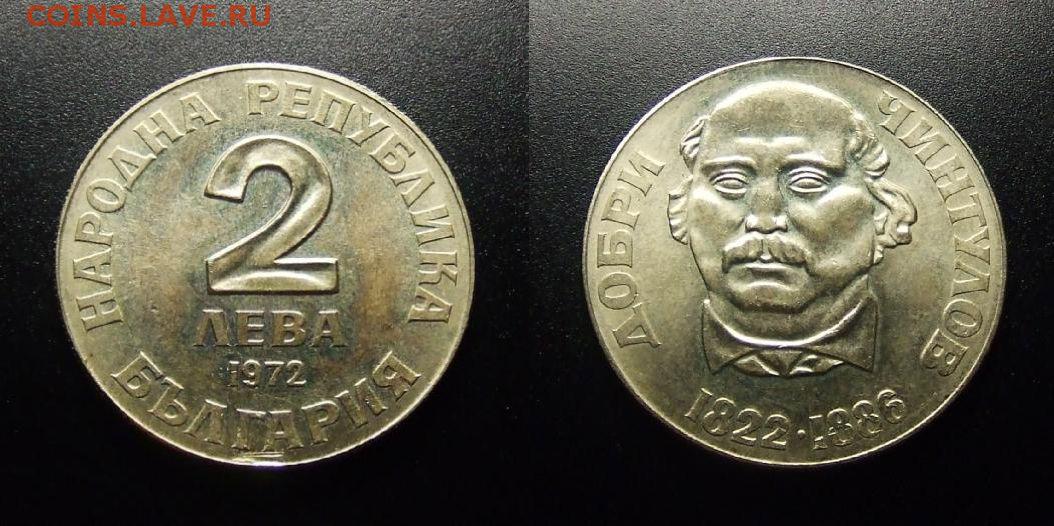 COINS.LAVE.RU
НАРОДНА РЕПУБЛИКА
2
ЛЕВА
1972
БЪЛГАРИЯ
ДОБРИ ЧИНТУЛОВ
1822·1886